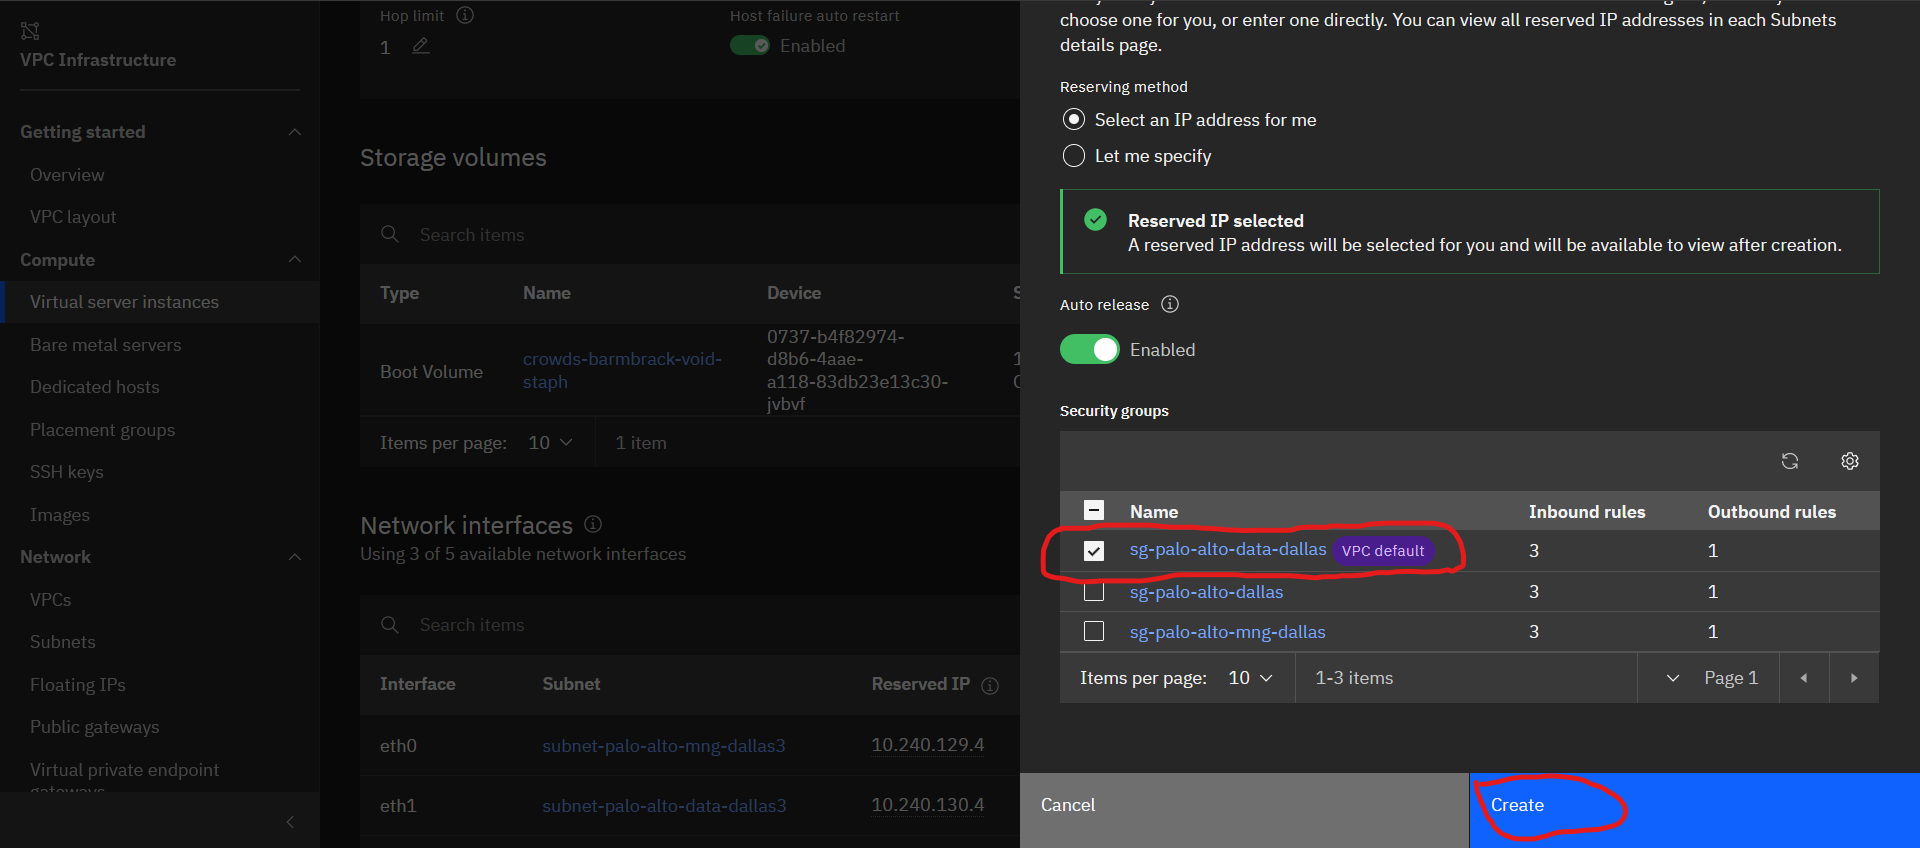 VPC Infrastructure
Getting started
Overview
VPC layout
Compute
Virtual server instances
Bare metal servers
Dedicated hosts
Placement groups
SSH keys
Images
Network
VPCs
Subnets
Floating IPs
Public gateways
Virtual private endpoint
gateways
Hop limit
1
Host failure auto restart
Enabled
Storage volumes
Search items
Type Name Device
Boot Volume
crowds-barmbrack-void-
staph
0737-b4f82974-
d8b6-4aae-
a118-83db23e13c30-
jvbvf
Items per page: 10 1 item
Network interfaces
Using 3 of 5 available network interfaces
Search items
Interface Subnet Reserved IP
eth0 subnet-palo-alto-mng-dallas3 10.240.129.4
eth1 subnet-palo-alto-data-dallas3 10.240.130.4
choose one for you, or enter one directly. You can view all reserved IP addresses in each Subnets
details page.
Reserving method
Select an IP address for me
Let me specify
Reserved IP selected
A reserved IP address will be selected for you and will be available to view after creation.
Auto release
Enabled
Security groups
Name Inbound rules Outbound rules
sg-palo-alto-data-dallas VPC default 3 1
sg-palo-alto-dallas 3 1
sg-palo-alto-mng-dallas 3 1
Items per page: 10 1-3 items Page 1
Cancel
Create